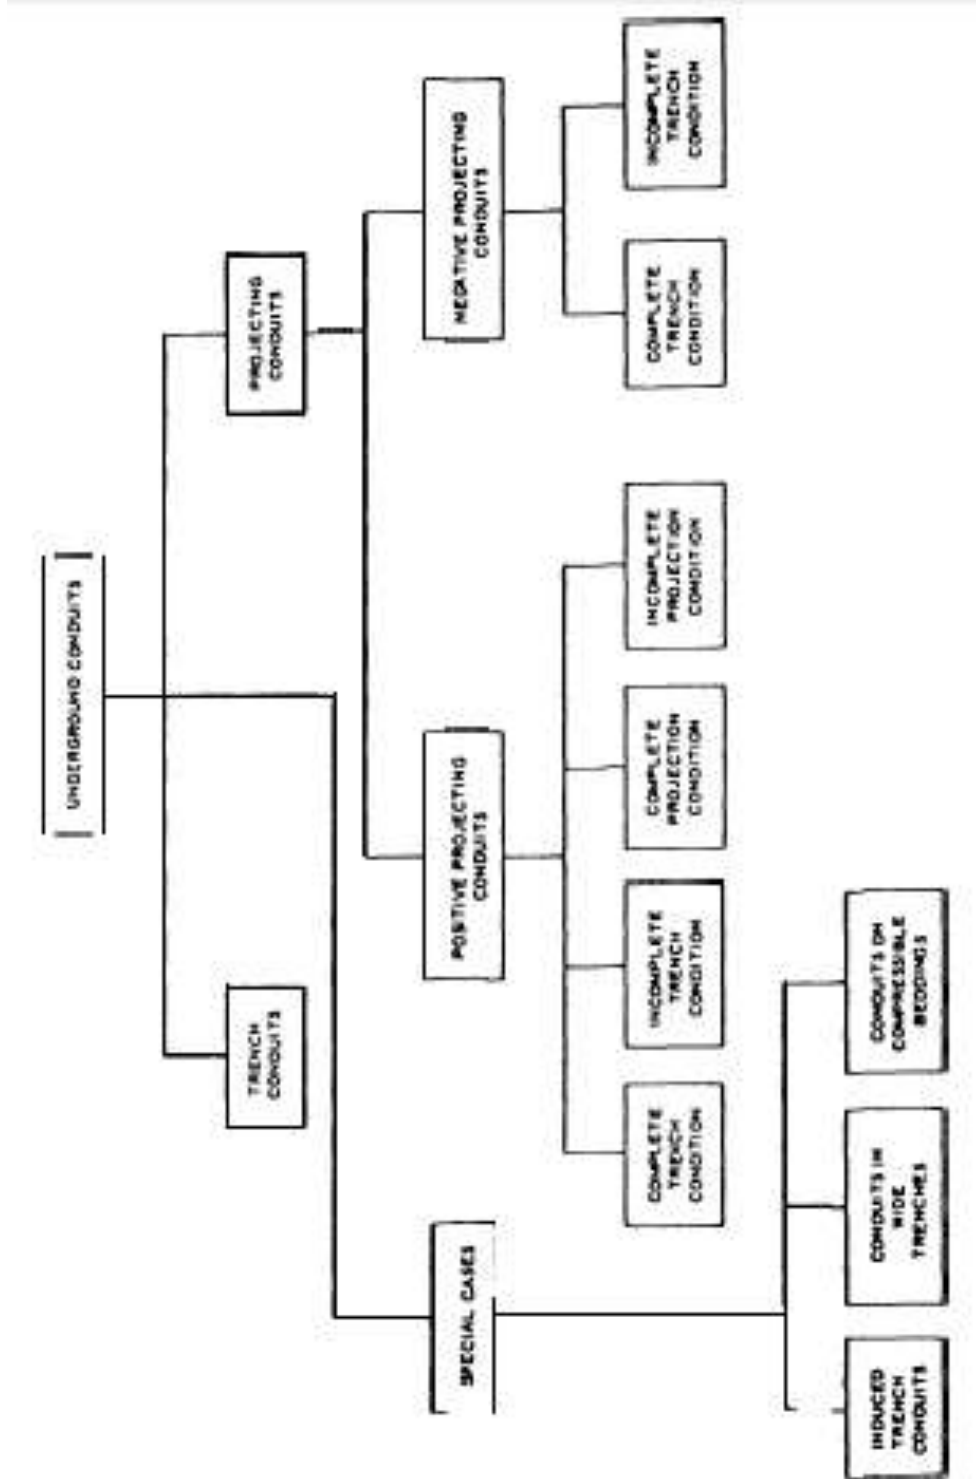 UNDERGROUND CONDUITS
TRENCH
CONDUITS
PROJECTING
CONDUITS
SPECIAL CASES
POSITIVE PROJECTING
CONDUITS
NEGATIVE PROJECTING
CONDUITS
COMPLETE
TRENCH
CONDITION
INCOMPLETE
TRENCH
CONDITION
COMPLETE
PROJECTION
CONDITION
INCOMPLETE
PROJECTION
CONDITION
COMPLETE
TRENCH
CONDITION
INCOMPLETE
TRENCH
CONDITION
INDUCED
TRENCH
CONDUITS
CONDUITS IN
WIDE
TRENCHES
CONDUITS ON
COMPRESSIBLE
BEDDINGS